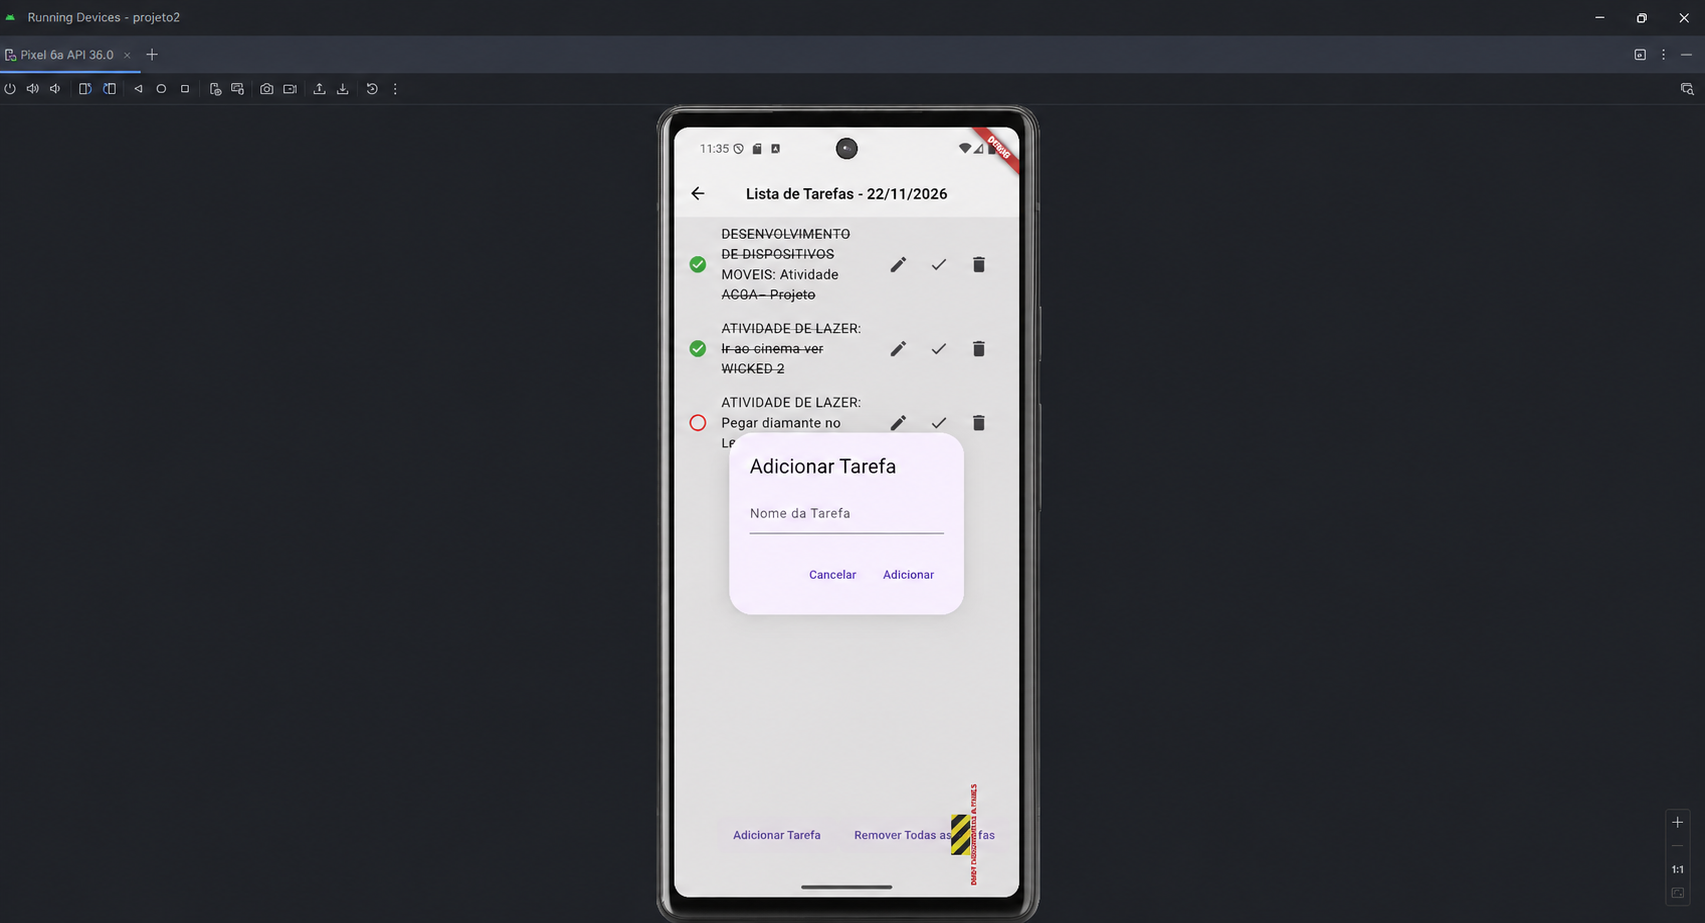 Running Devices - projeto2
Pixel 6a API 36.0
11:35
DEBUG
Lista de Tarefas - 22/11/2026
DESENVOLVIMENTO
DE DISPOSITIVOS
MOVEIS: Atividade
ACQA– Projeto
ATIVIDADE DE LAZER:
Ir ao cinema ver
WICKED 2
ATIVIDADE DE LAZER:
Pegar diamante no
Le
Adicionar Tarefa
Nome da Tarefa
Cancelar
Adicionar
Adicionar Tarefa
Remover Todas as fas
1:1